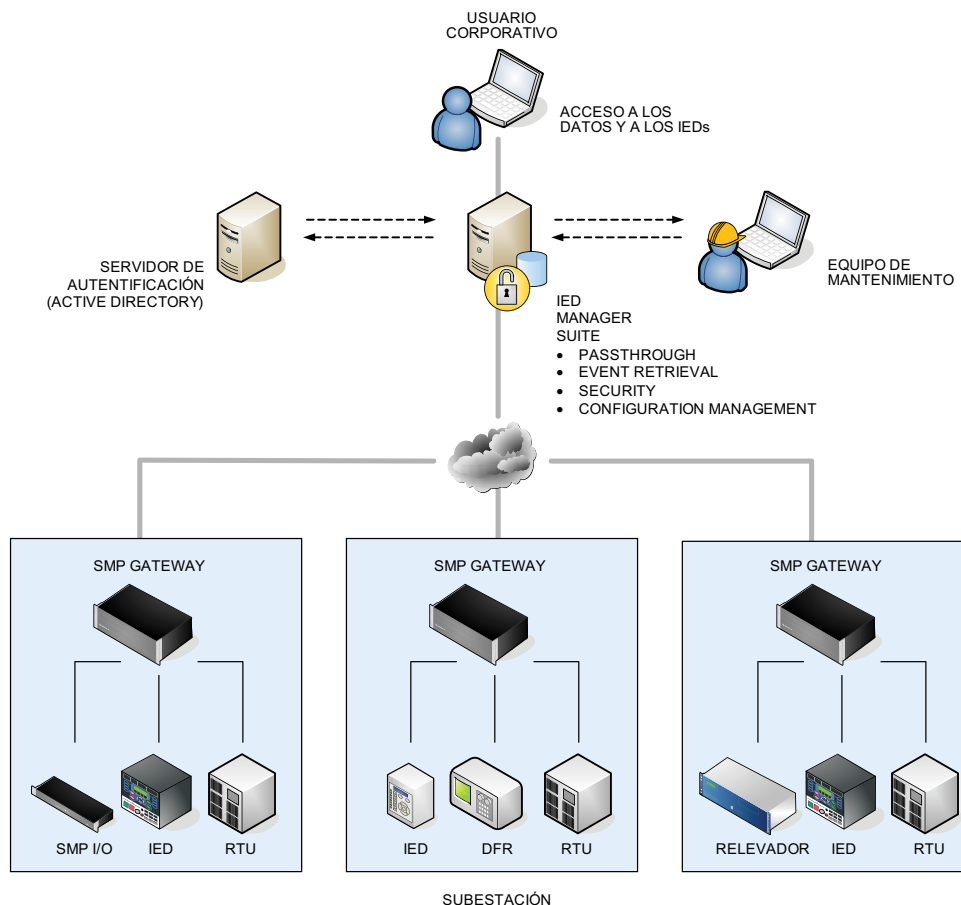 USUARIO
CORPORATIVO
ACCESO A LOS
DATOS Y A LOS IEDs
SERVIDOR DE
AUTENTIFICACIÓN
(ACTIVE DIRECTORY)
EQUIPO DE
MANTENIMIENTO
IED
MANAGER
SUITE
• PASSTHROUGH
• EVENT RETRIEVAL
• SECURITY
• CONFIGURATION MANAGEMENT
SMP GATEWAY
SMP GATEWAY
SMP GATEWAY
SMP I/O
IED
RTU
IED
DFR
RTU
RELEVADOR
IED
RTU
SUBESTACIÓN